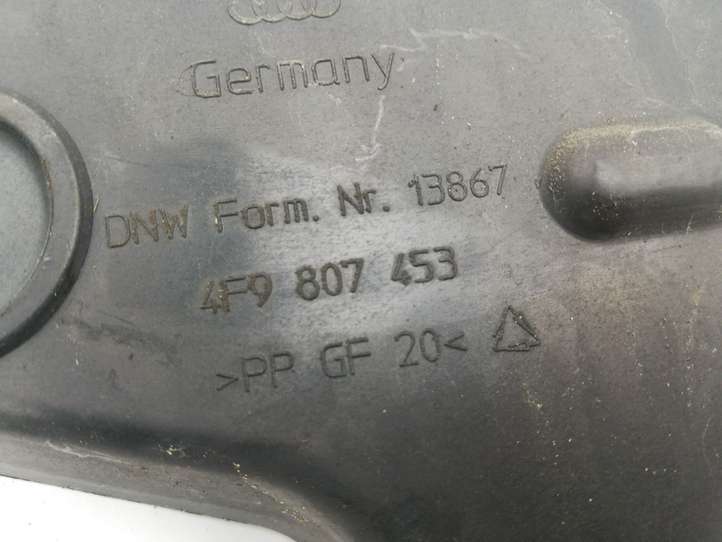 Germany
DNW Form. Nr. 13867
4F9 807 453
>PP GF 20<